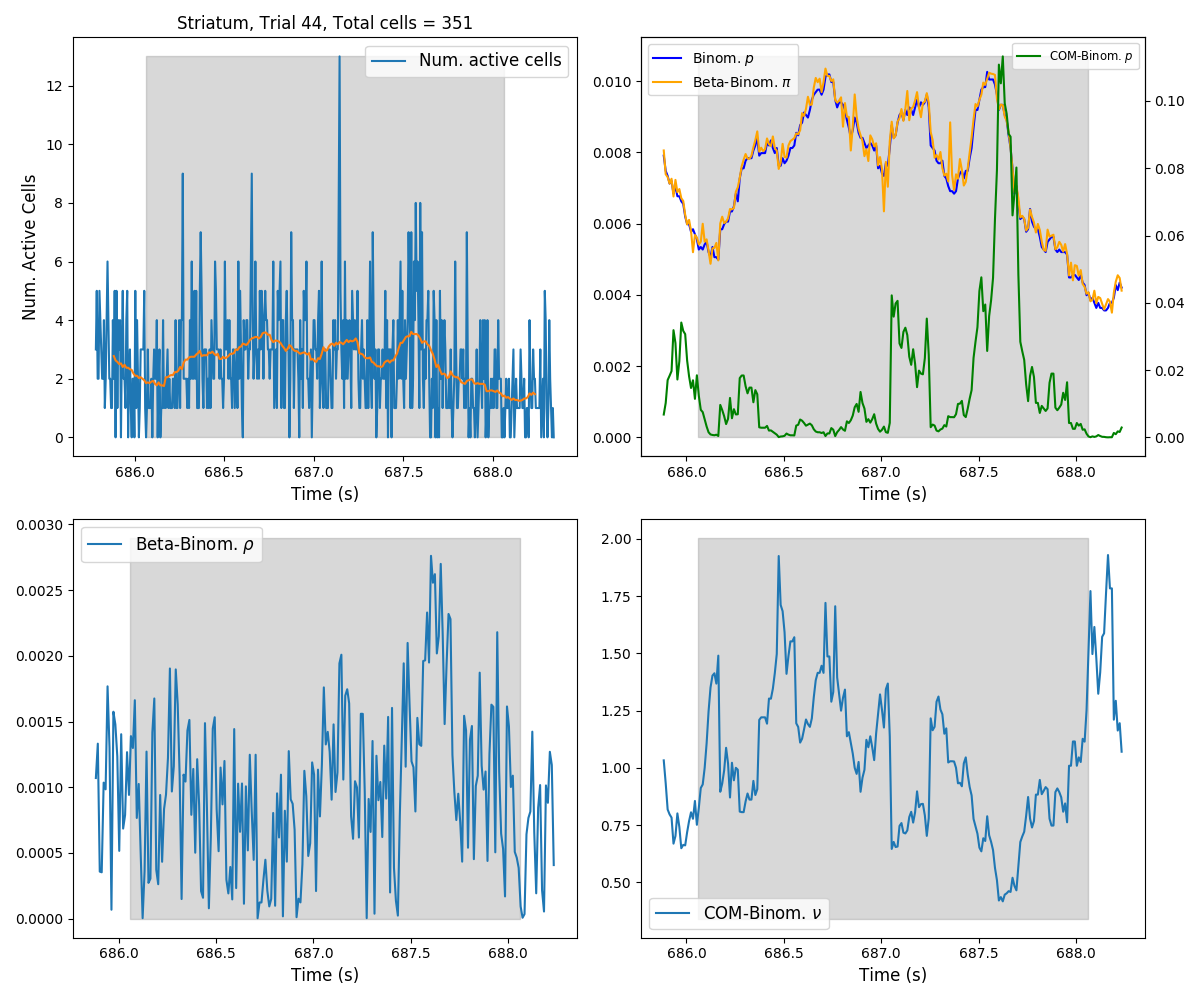 Striatum, Trial 44, Total cells = 351
Num. active cells
Num. Active Cells
12
10
8
6
4
2
0
686.0 686.5 687.0 687.5 688.0
Time (s)
Binom. p
Beta-Binom. π
COM-Binom. p
0.010
0.008
0.006
0.004
0.002
0.000
0.10
0.08
0.06
0.04
0.02
0.00
686.0 686.5 687.0 687.5 688.0
Time (s)
Beta-Binom. ρ
0.0030
0.0025
0.0020
0.0015
0.0010
0.0005
0.0000
686.0 686.5 687.0 687.5 688.0
Time (s)
2.00
1.75
1.50
1.25
1.00
0.75
0.50
COM-Binom. ν
686.0 686.5 687.0 687.5 688.0
Time (s)